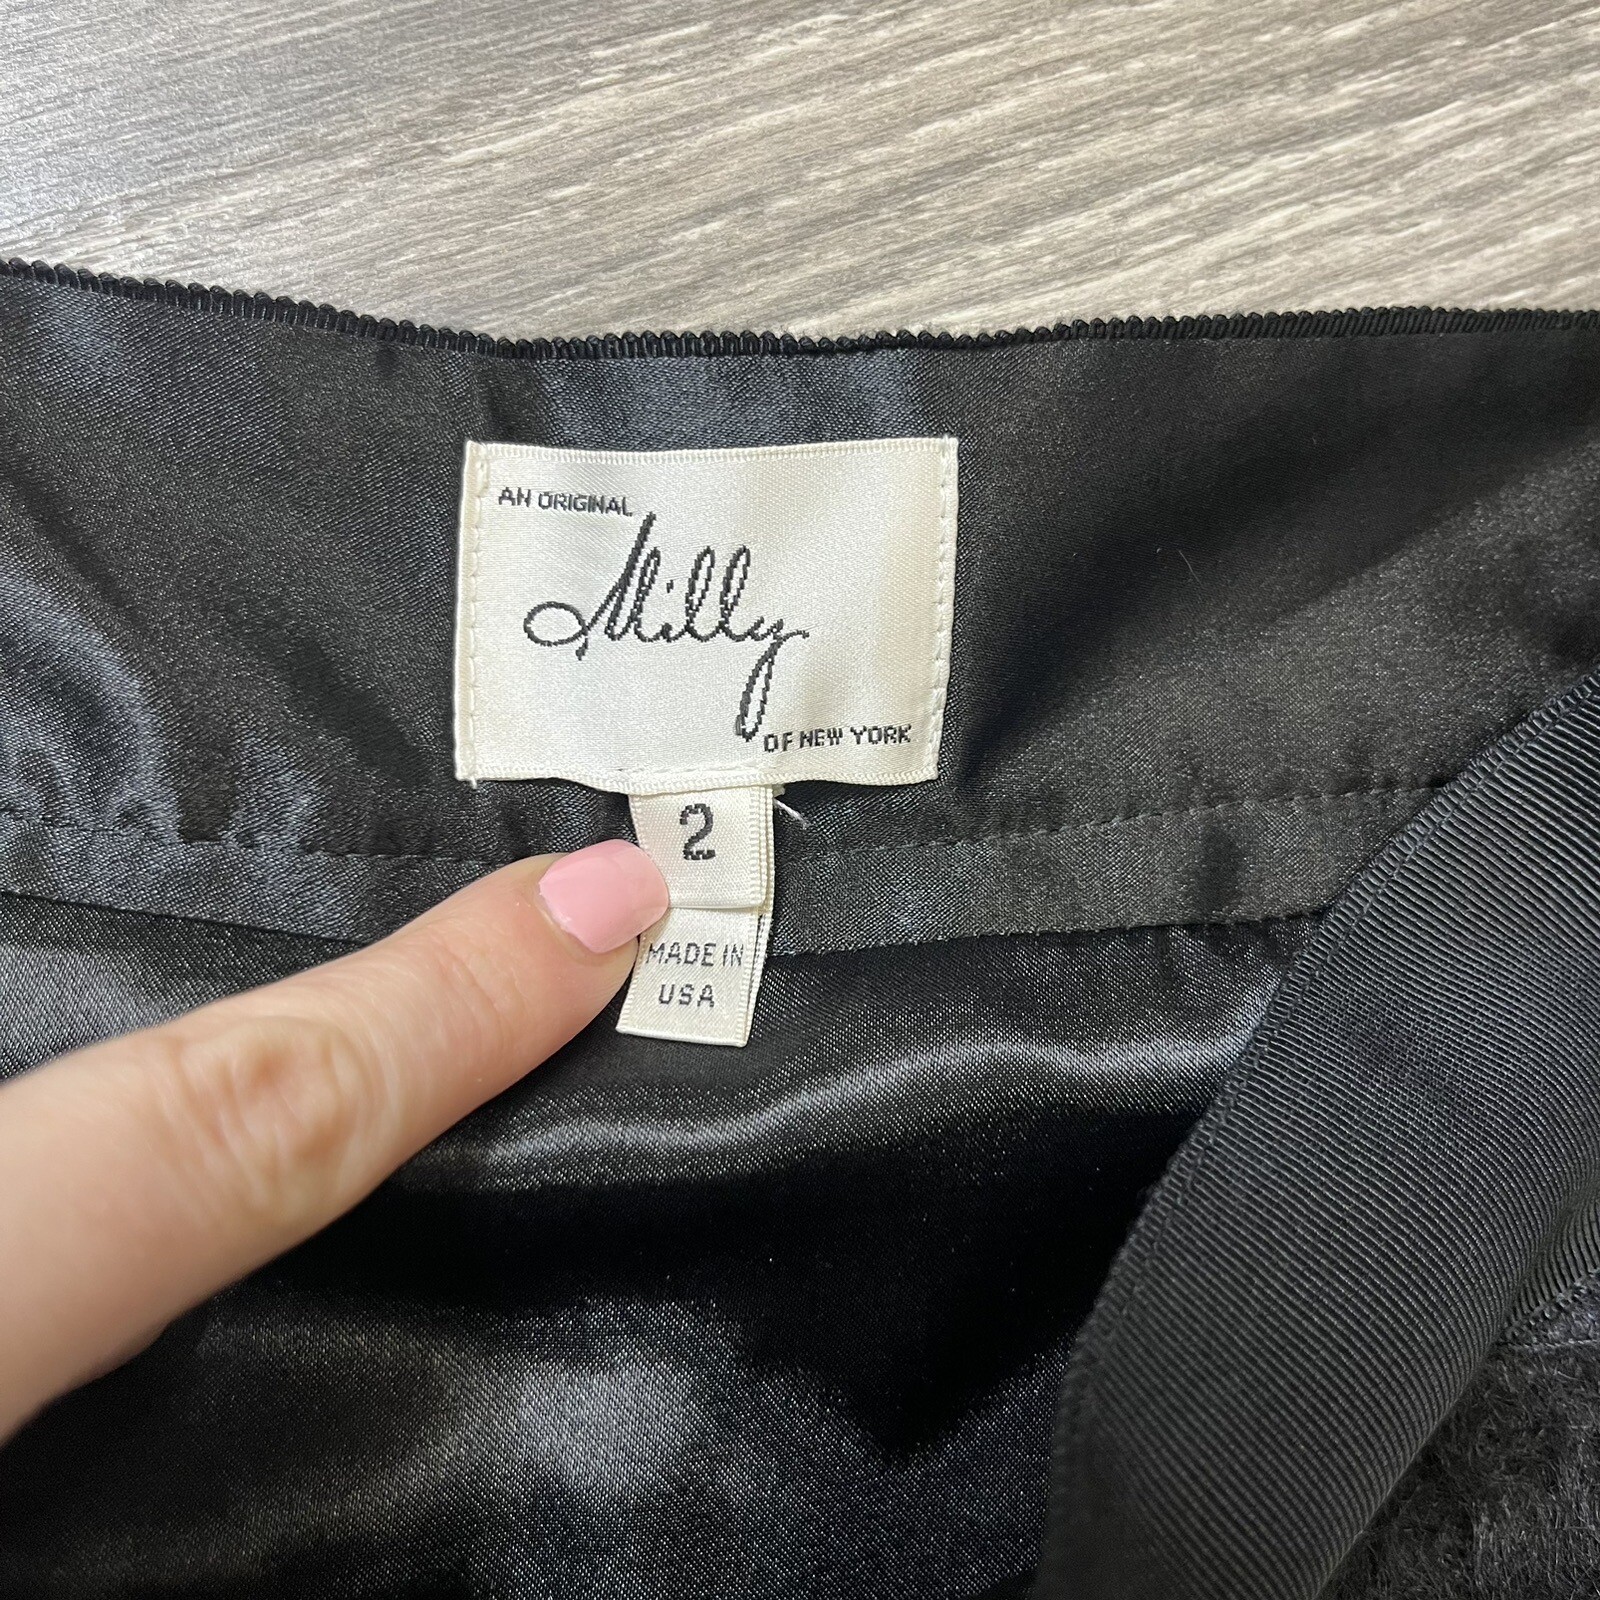 AN ORIGINAL
Milly
OF NEW YORK
2
MADE IN
USA